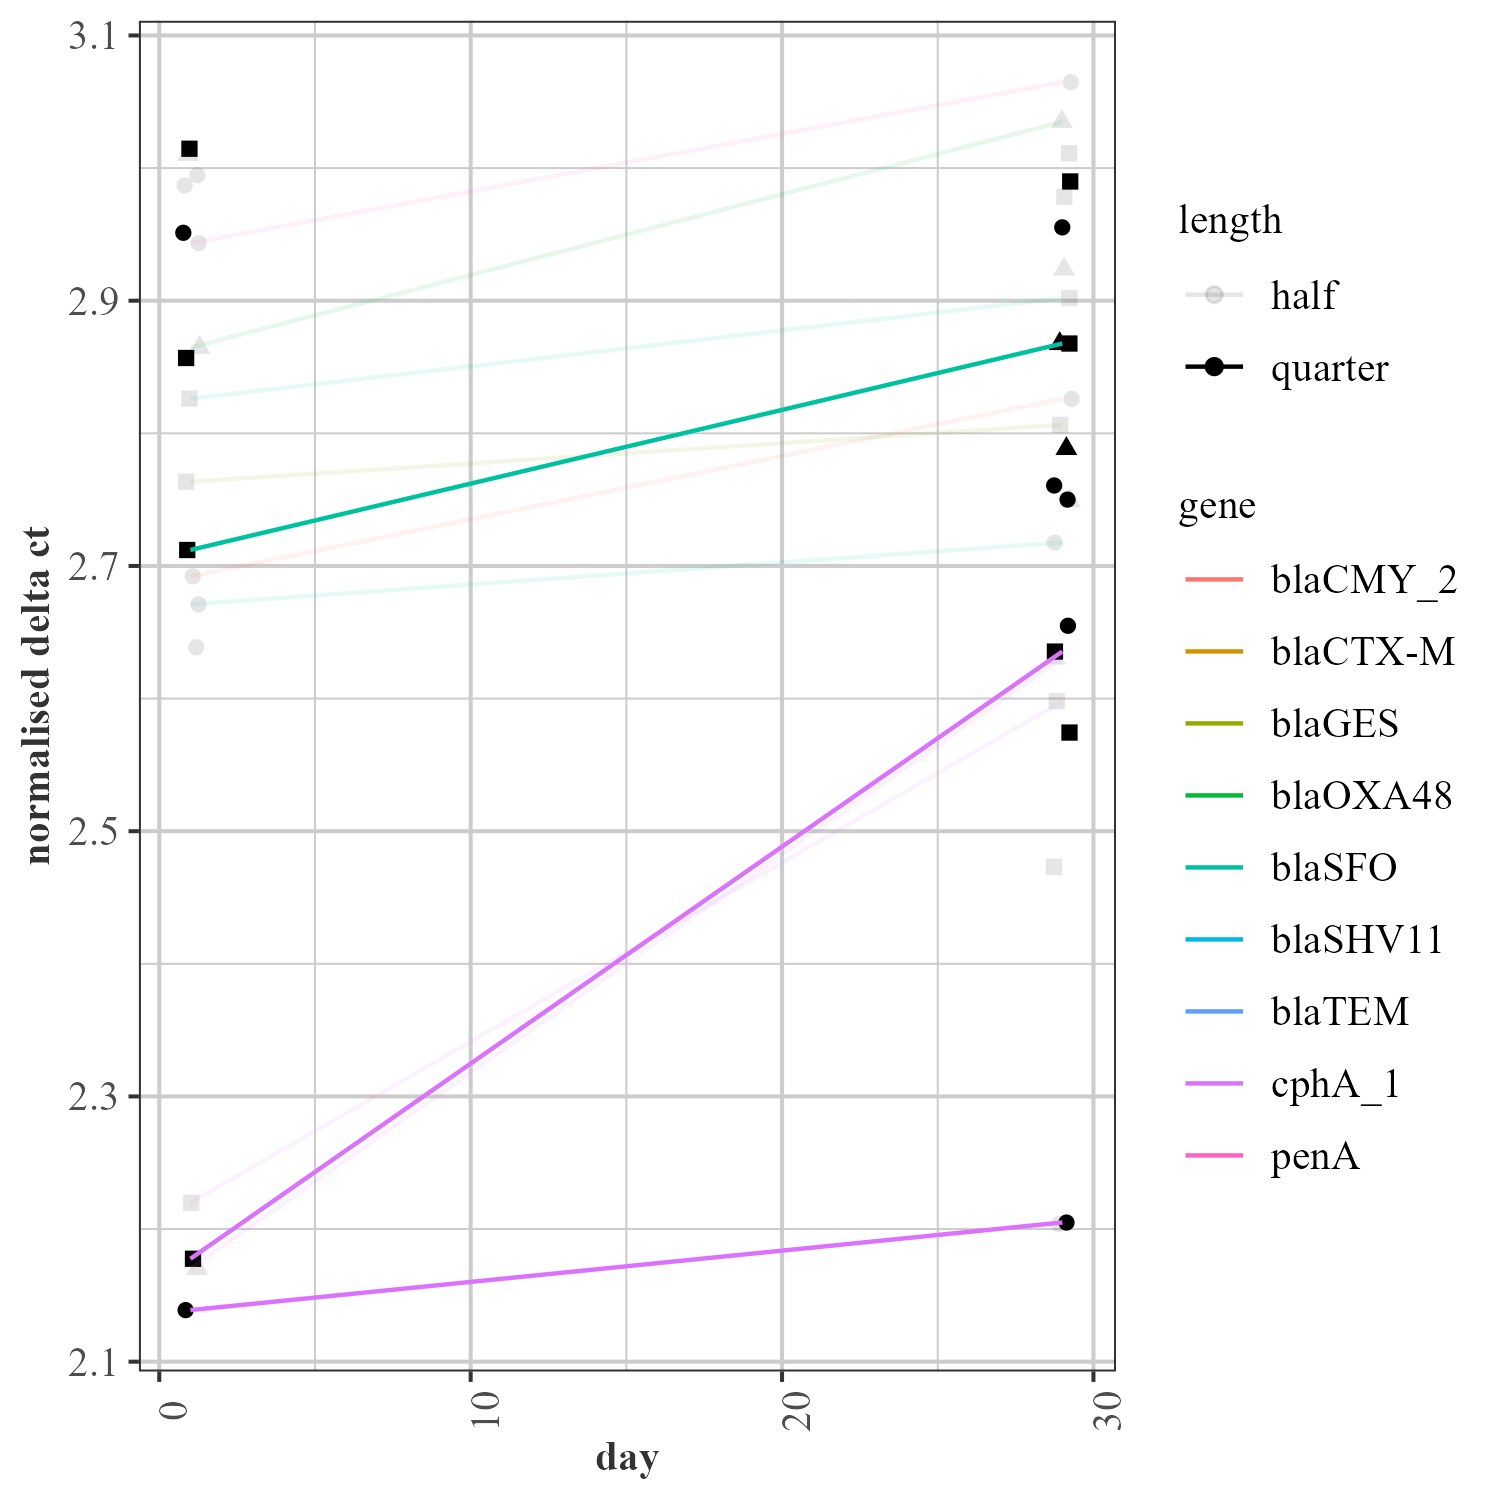 3.1
2.9
2.7
2.5
2.3
2.1
normalised delta ct
0
10
20
30
day
length
half
quarter
gene
blaCMY_2
blaCTX-M
blaGES
blaOXA48
blaSFO
blaSHV11
blaTEM
cphA_1
penA